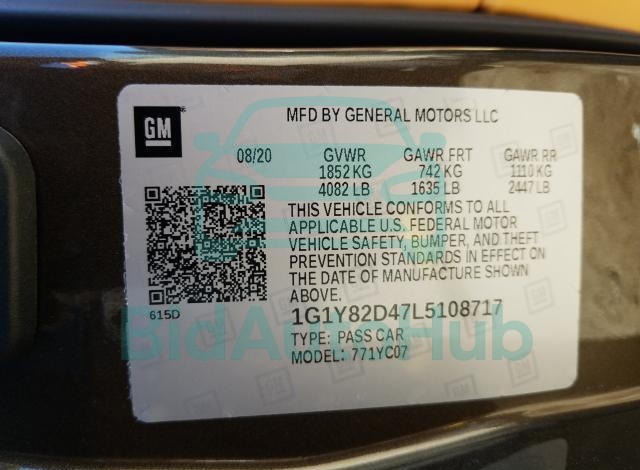 GM
MFD BY GENERAL MOTORS LLC
08/20 GVWR GAWR FRT GAWR RR
1852 KG 742 KG 1110 KG
4082 LB 1635 LB 2447 LB
THIS VEHICLE CONFORMS TO ALL
APPLICABLE U.S. FEDERAL MOTOR
VEHICLE SAFETY, BUMPER, AND THEFT
PREVENTION STANDARDS IN EFFECT ON
THE DATE OF MANUFACTURE SHOWN
ABOVE.
615D
1G1Y82D47L5108717
TYPE: PASS CAR
MODEL: 771YC07
BidAutoHub